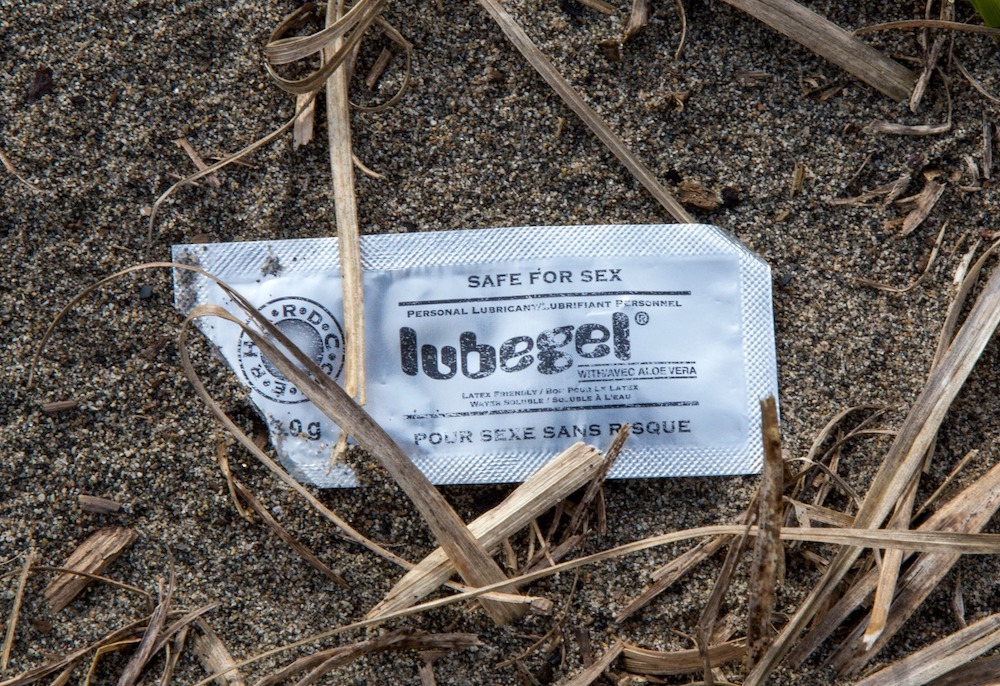 SAFE FOR SEX
PERSONAL LUBRICANT/LUBRIFIANT PERSONNEL
lubegel®
WITH/AVEC ALOE VERA
LATEX FRIENDLY / BON POUR LE LATEX
WATER SOLUBLE / SOLUBLE À L'EAU
POUR SEXE SANS RISQUE